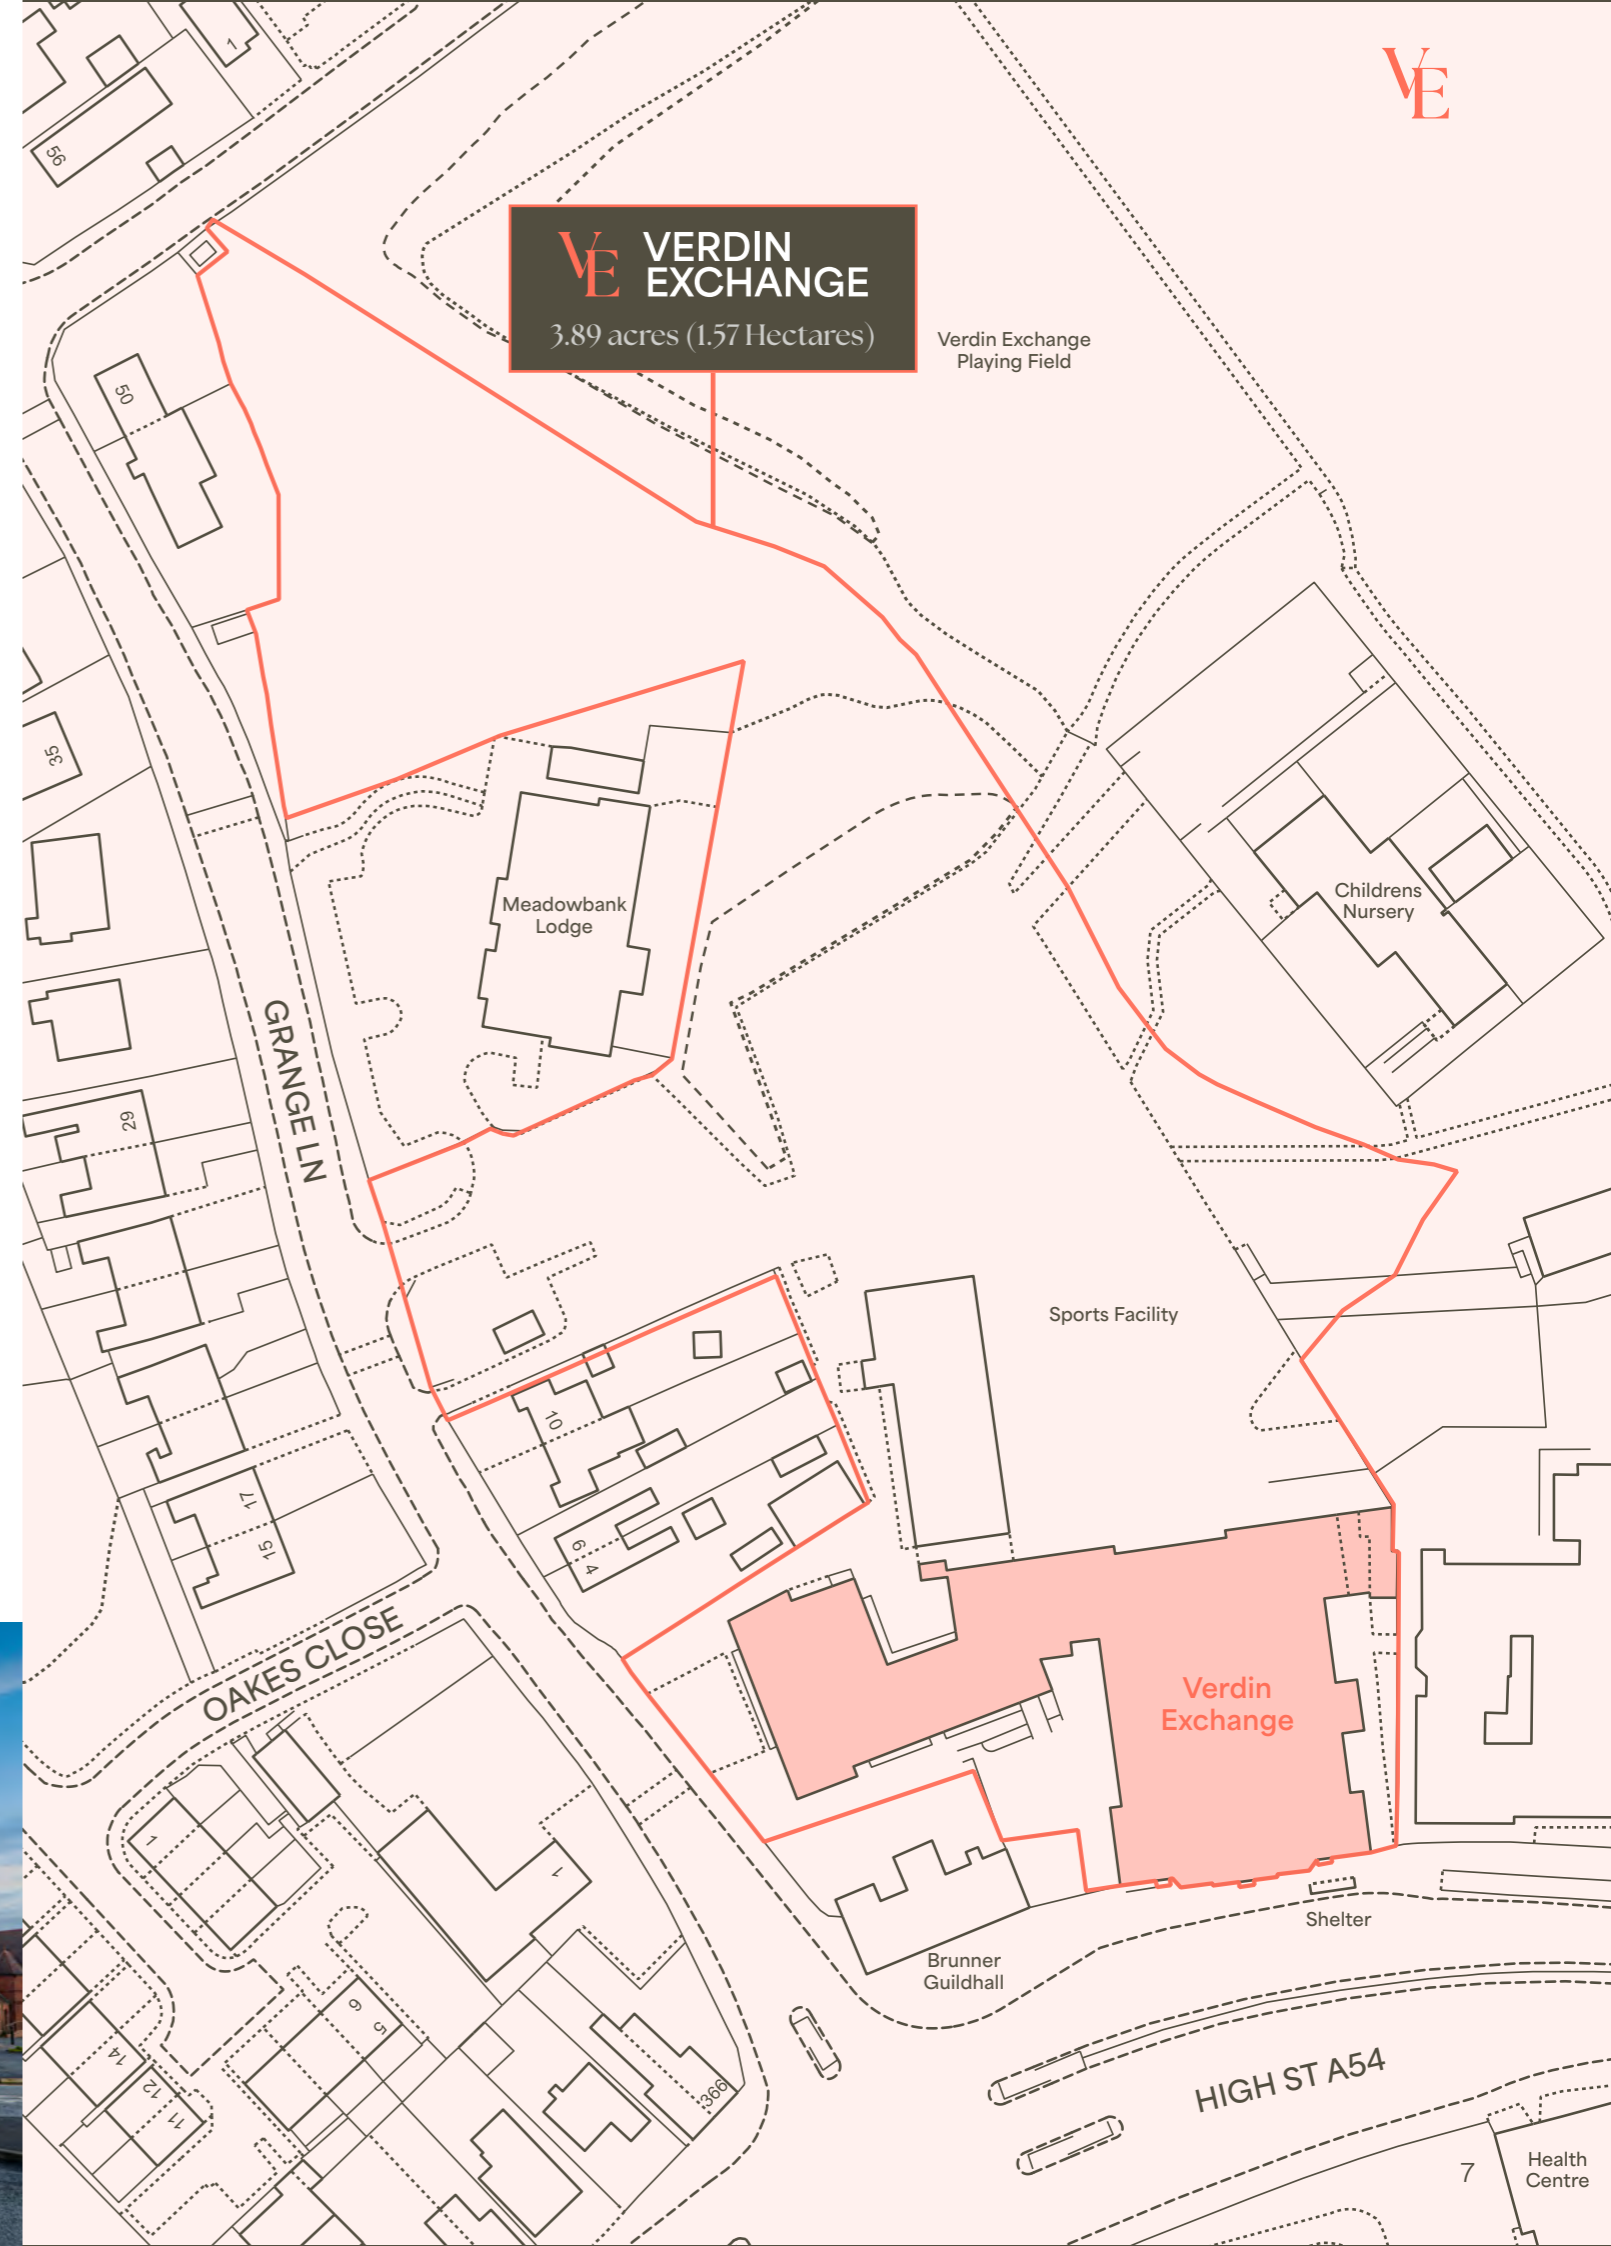 1
VE
56
VE VERDIN
EXCHANGE
3.89 acres (1.57 Hectares)
Verdin Exchange
Playing Field
50
35
Meadowbank
Lodge
Childrens
Nursery
GRANGE LN
29
Sports Facility
10
17
15
6
4
OAKES CLOSE
Verdin
Exchange
1
1
Shelter
Brunner
Guildhall
6
5
14
12
11
366
HIGH ST A54
7
Health
Centre